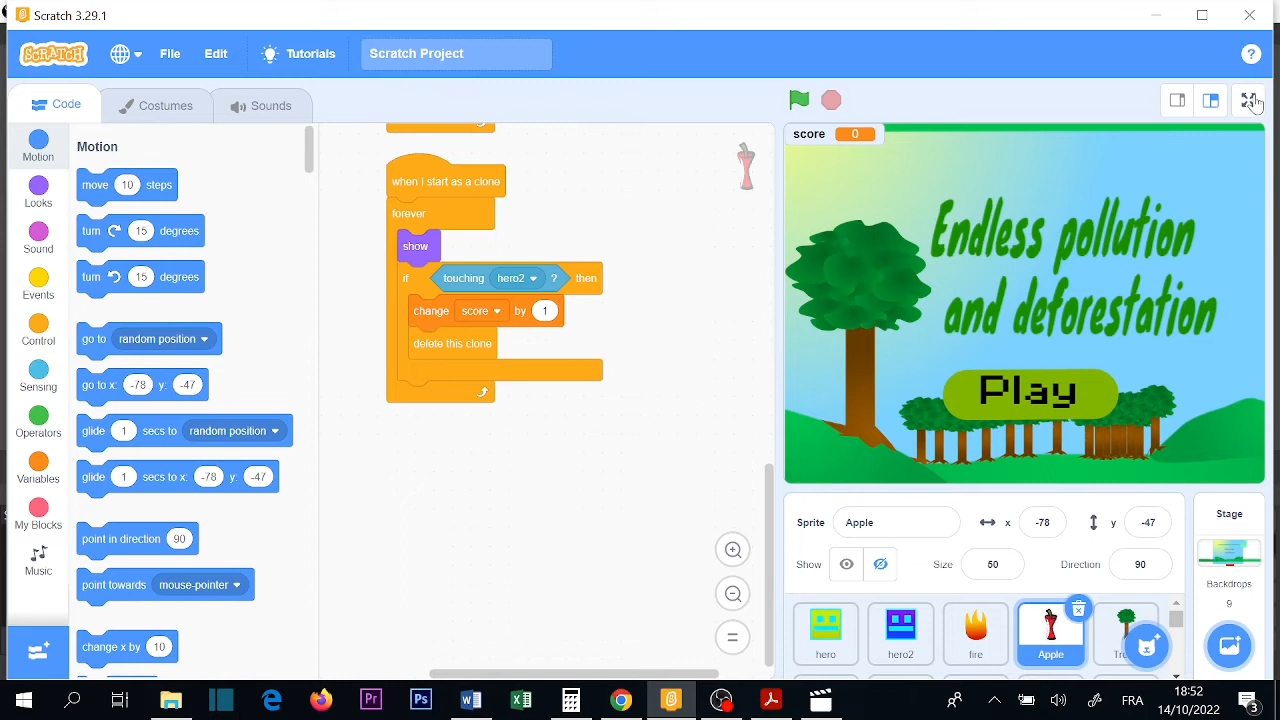 Scratch 3.29.1
SCRATCH
File
Edit
Tutorials
Scratch Project
?
Code
Costumes
Sounds
Motion
Looks
Sound
Events
Control
Sensing
Operators
Variables
My Blocks
Music
Motion
move 10 steps
turn 15 degrees
turn 15 degrees
go to random position
go to x: -78 y: -47
glide 1 secs to random position
glide 1 secs to x: -78 y: -47
point in direction 90
point towards mouse-pointer
change x by 10
when I start as a clone
forever
show
if touching hero2 ? then
change score by 1
delete this clone
score 0
Endless pollution
and deforestation
Play
Sprite Apple x -78 y -47
Show Size 50 Direction 90
hero
hero2
fire
Apple
Stage
Backdrops
9
Pr
Ps
FRA
18:52
14/10/2022
3